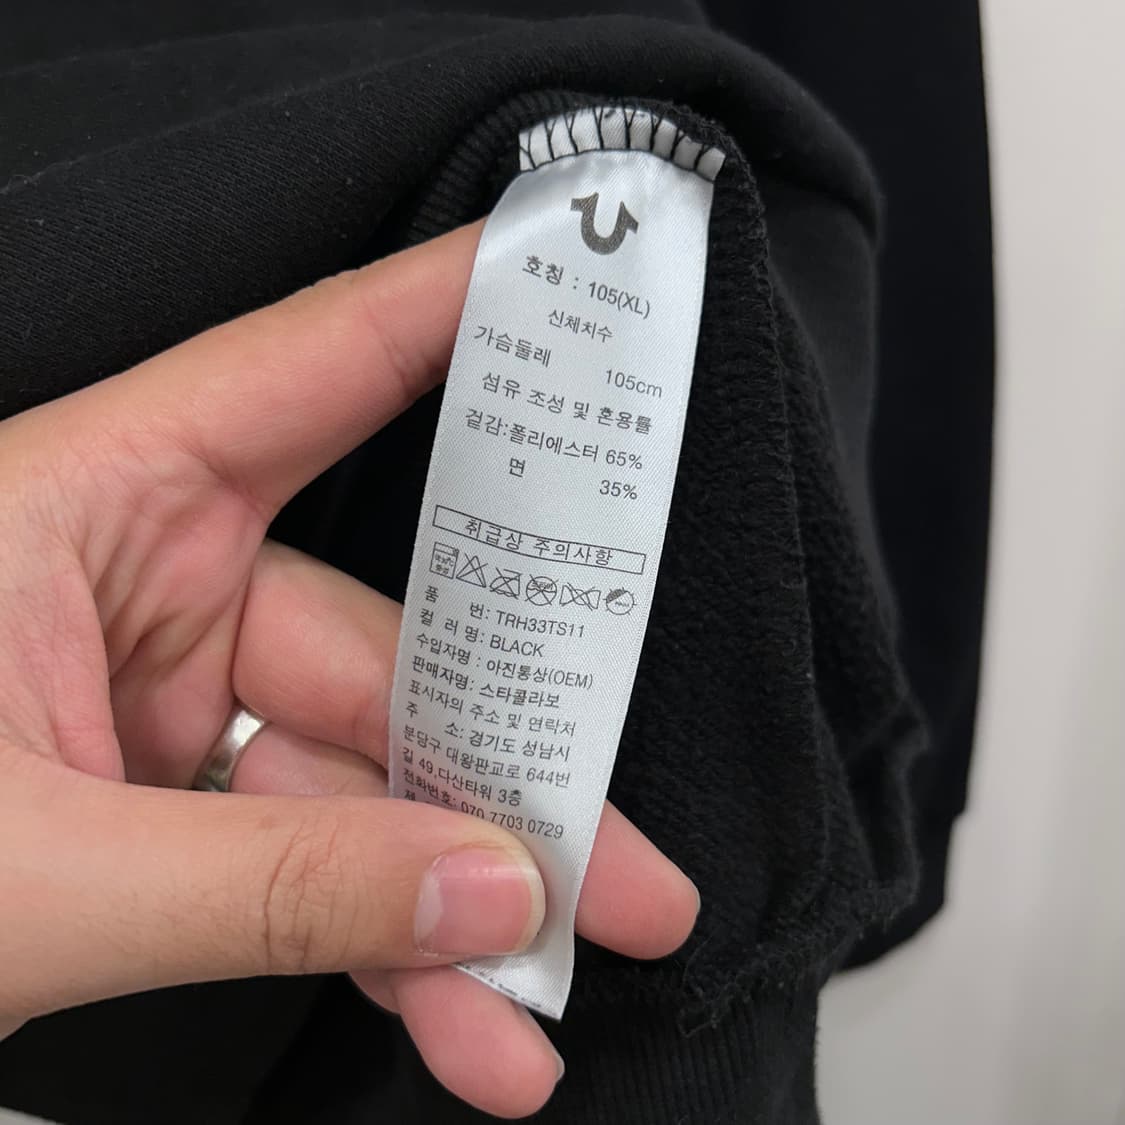 호칭 : 105(XL)
신체치수
가슴둘레 105cm
섬유 조성 및 혼용률
겉감:폴리에스터 65%
면 35%
취급상 주의사항
품 번: TRH33TS11
컬 러 명: BLACK
수입자명 : 아진통상(OEM)
판매자명: 스타콜라보
표시자의 주소 및 연락처
주 소: 경기도 성남시
분당구 대왕판교로 644번
길 49,다산타워 3층
전화번호: 070 7703 0729
제